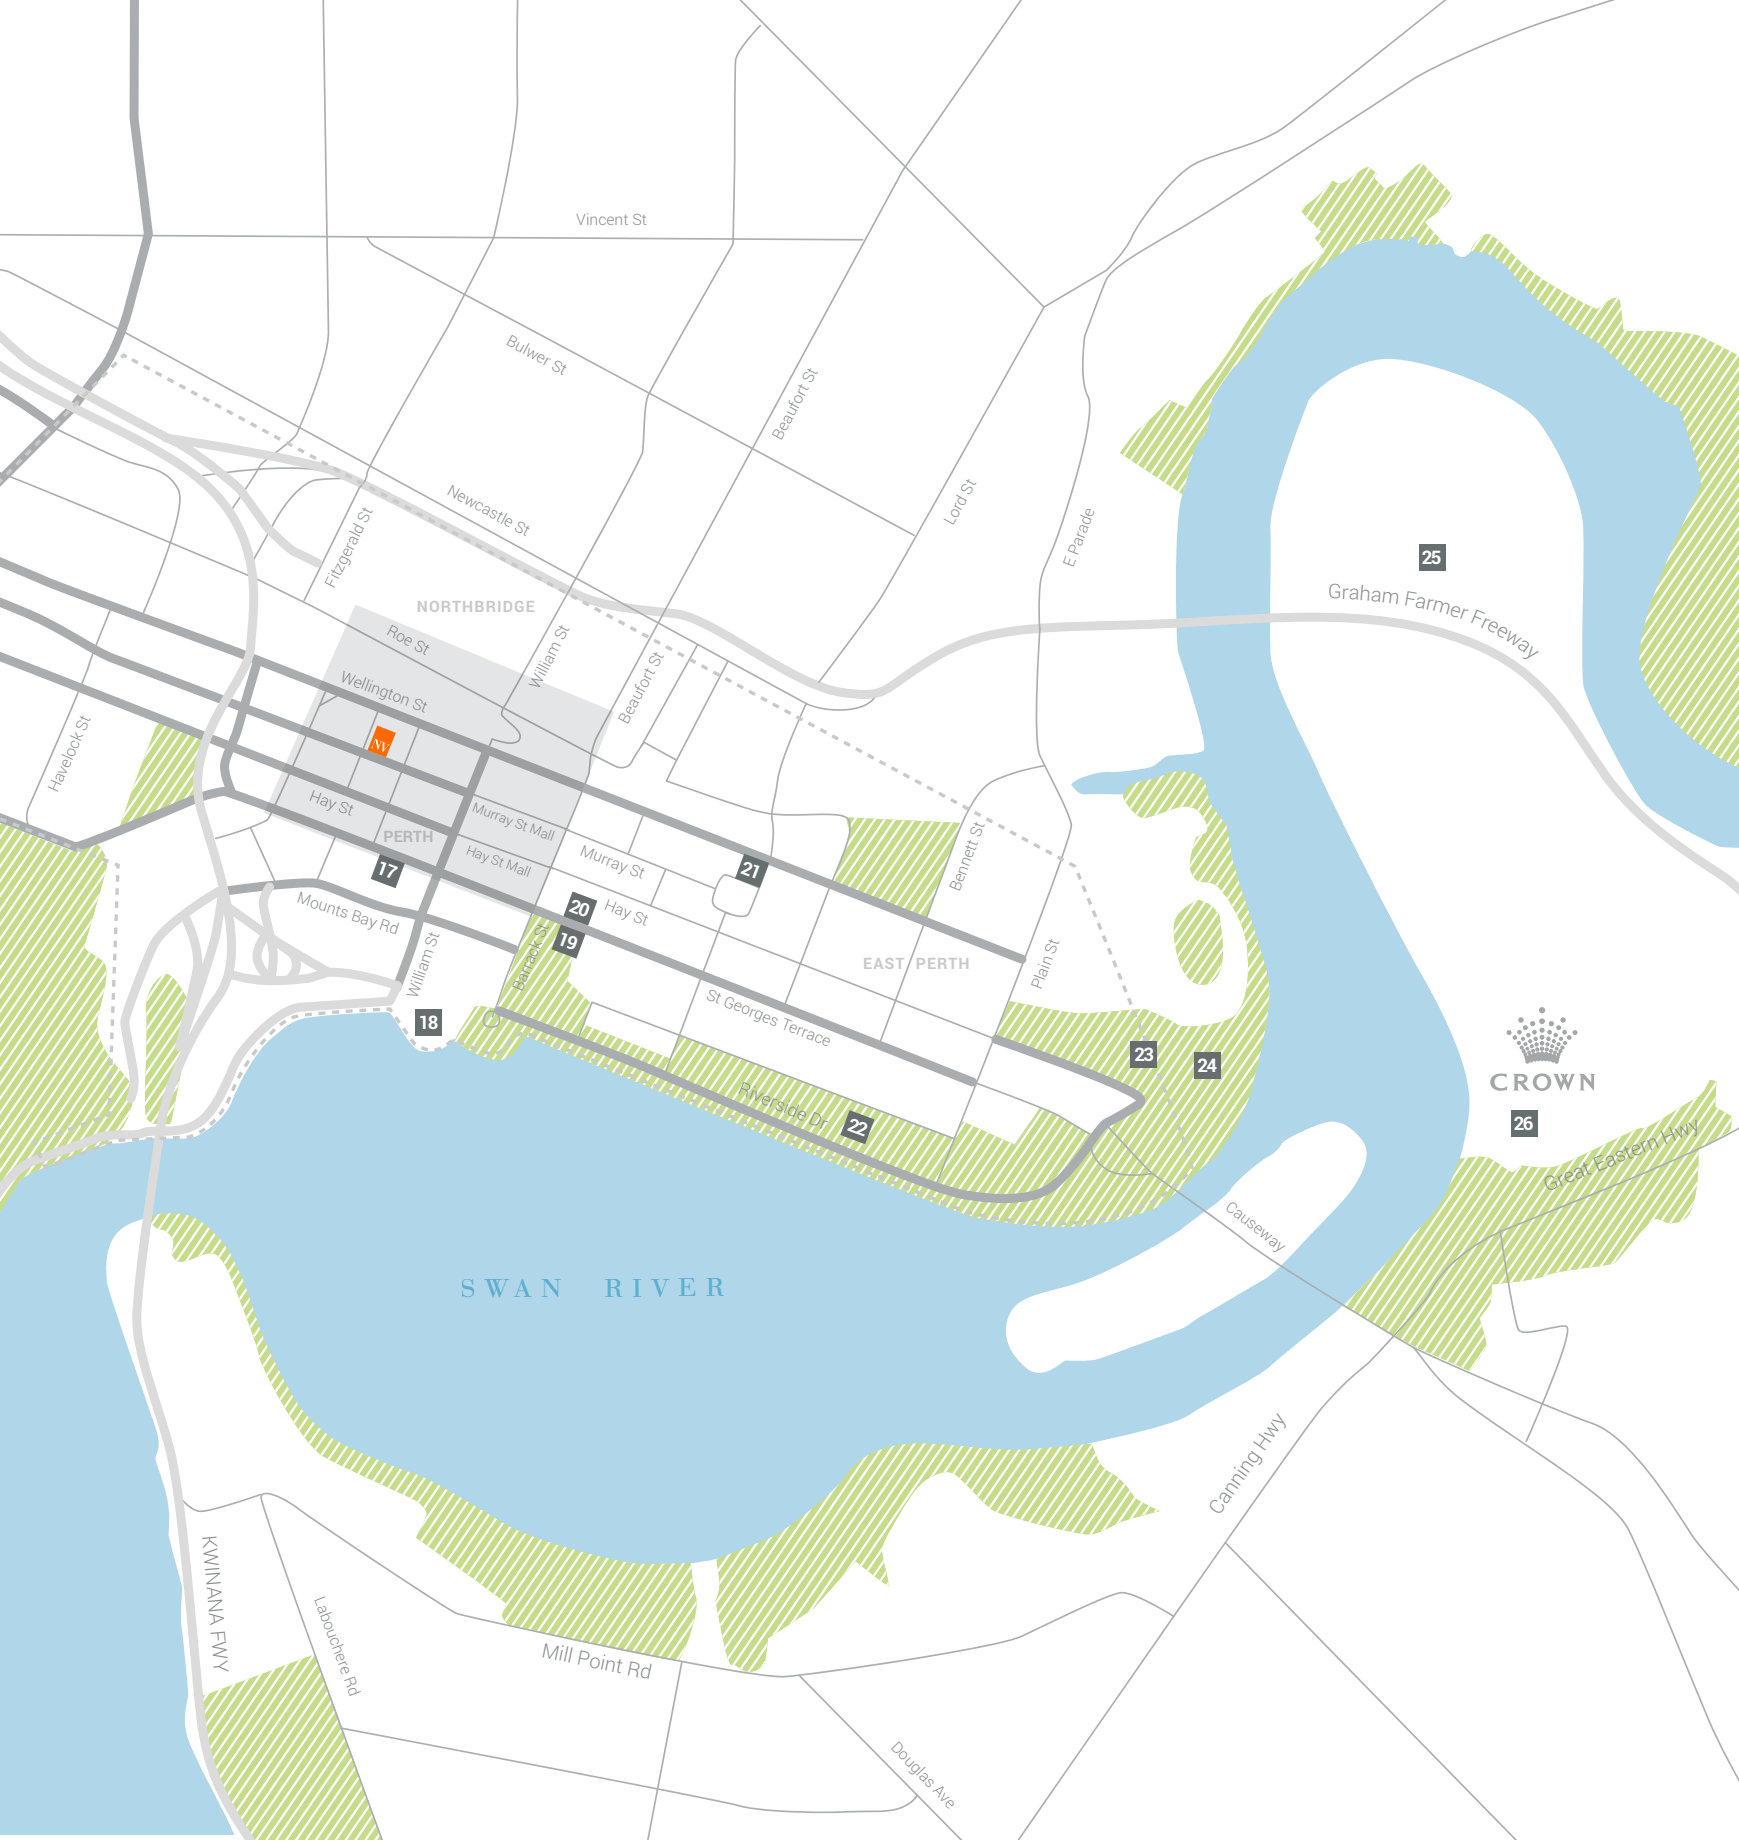 Vincent St
Bulwer St
Beaufort St
Newcastle St
Lord St
E Parade
Fitzgerald St
25
Graham Farmer Freeway
NORTHBRIDGE
Roe St
William St
Beaufort St
Wellington St
Havelock St
NV
Hay St
Murray St Mall
PERTH
Hay St Mall
Murray St
17
21
Bennett St
Mounts Bay Rd
20
Hay St
19
Barrack St
William St
EAST PERTH
Plain St
St Georges Terrace
18
23
24
CROWN
Riverside Dr
22
26
Great Eastern Hwy
Causeway
SWAN RIVER
Canning Hwy
KWINANA FWY
Labouchere Rd
Mill Point Rd
Douglas Ave